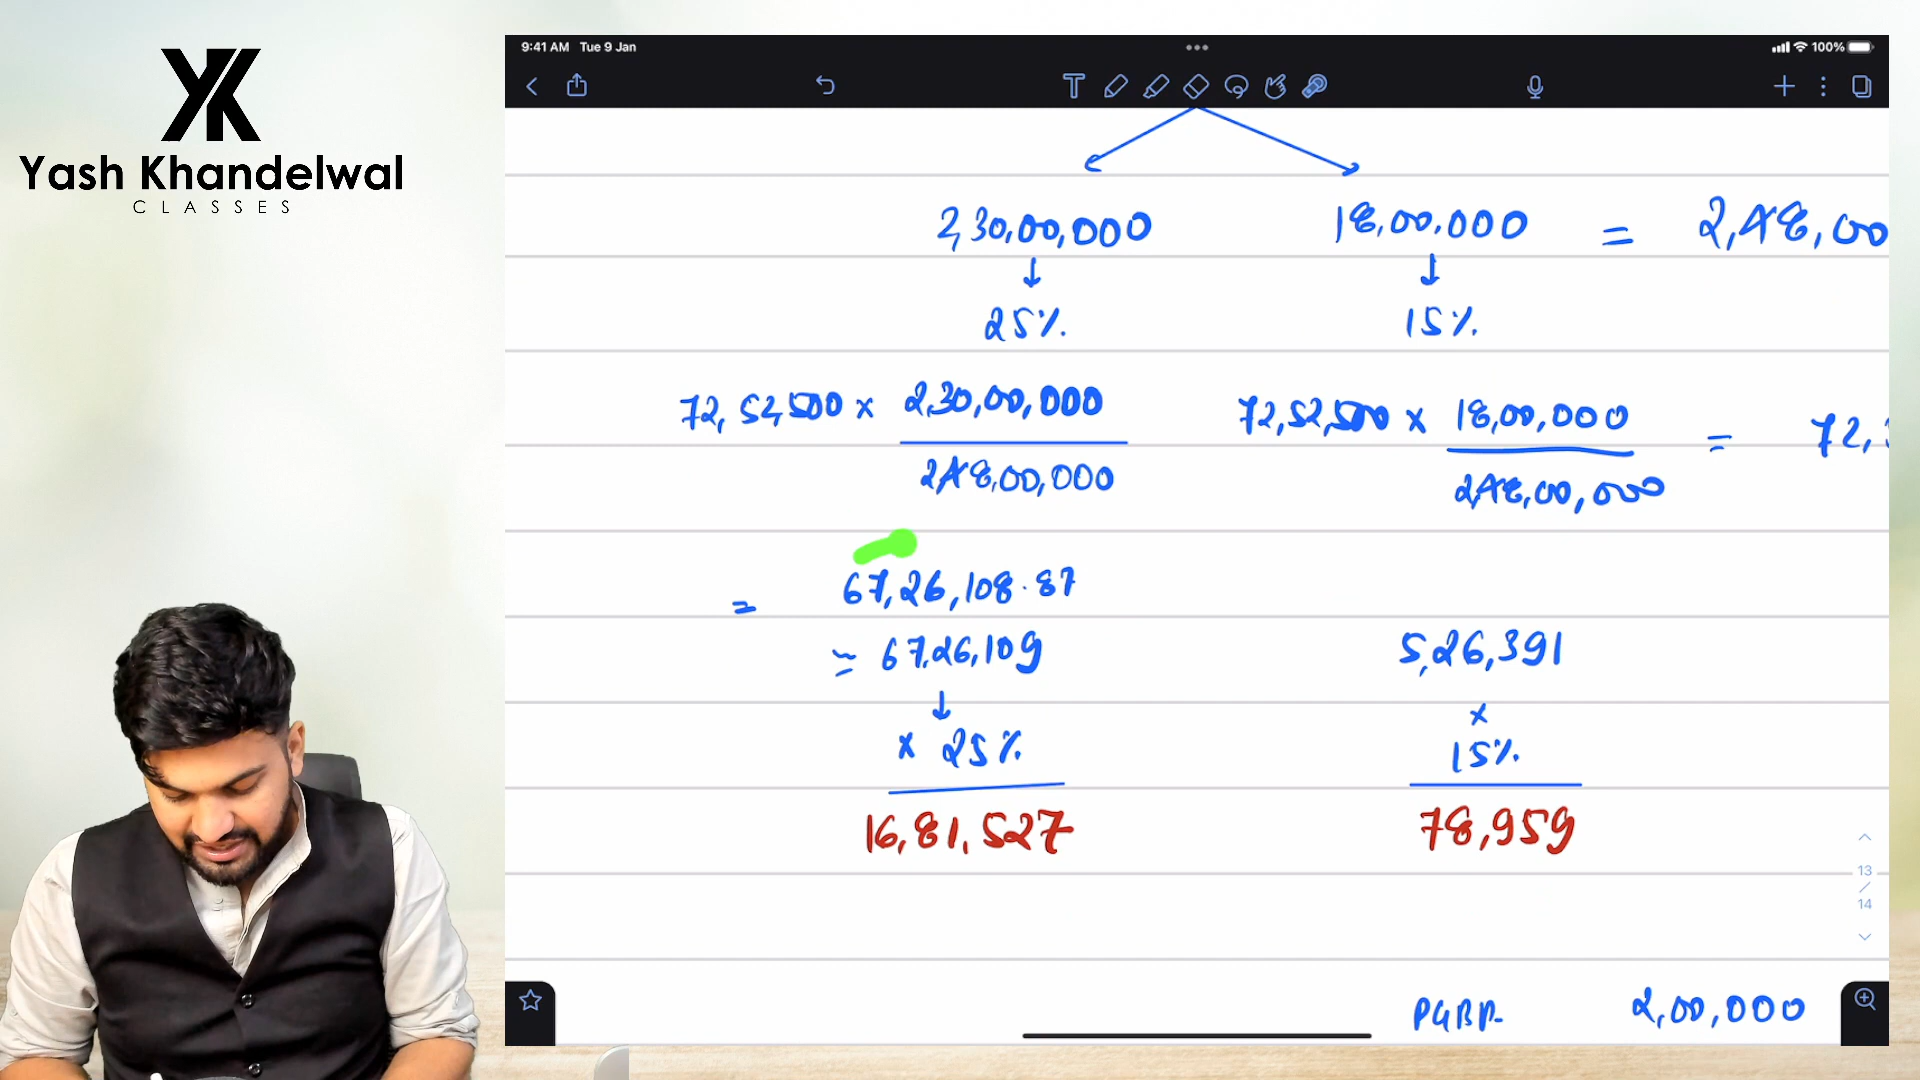 Yash Khandelwal
CLASSES
9:41 AM Tue 9 Jan
100%
2,30,00,000 18,00,000 = 2,48,00
25% 15%
72,52,500 x 2,30,00,000 72,52,500 x 18,00,000 = 72,
2,48,00,000 2,48,00,000
= 67,26,108.87
≃ 67,26,109 5,26,391
x 25% x
15%
16,81,527 78,959
13
/
14
PGBP 2,00,000